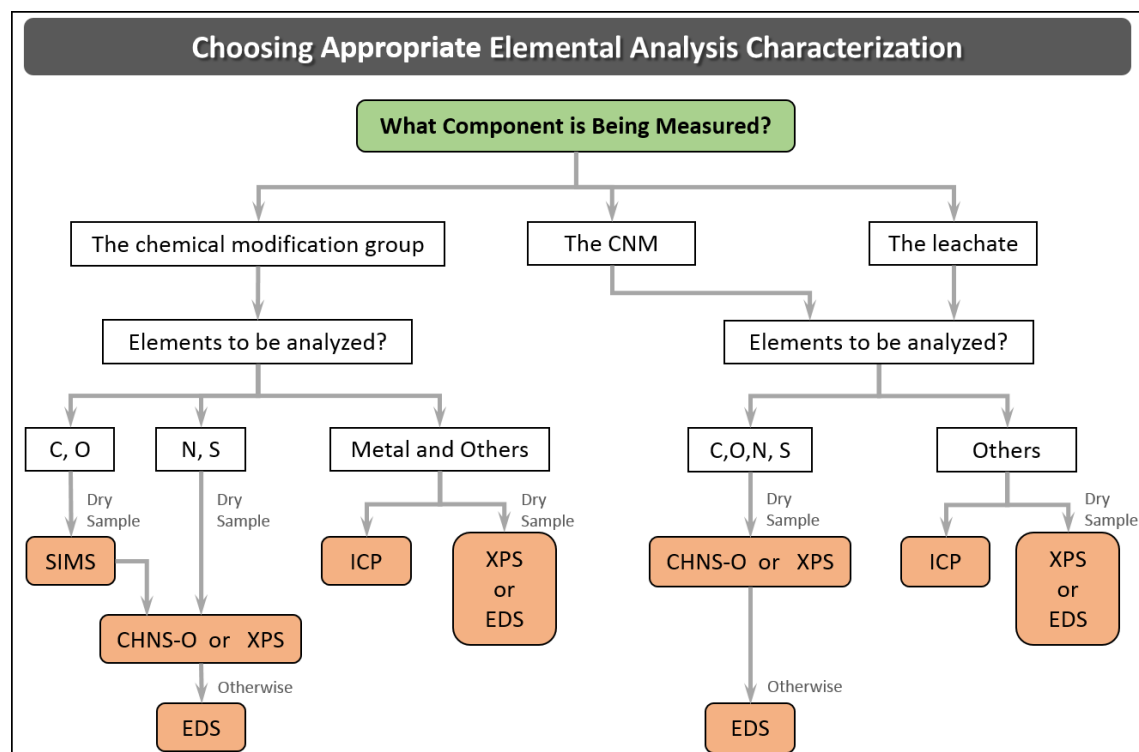 Choosing Appropriate Elemental Analysis Characterization
What Component is Being Measured?
The chemical modification group
The CNM
The leachate
Elements to be analyzed?
Elements to be analyzed?
C, O
N, S
Metal and Others
C,O,N, S
Others
Dry
Sample
Dry
Sample
Dry
Sample
Dry
Sample
Dry
Sample
SIMS
ICP
XPS
or
EDS
CHNS-O or XPS
ICP
XPS
or
EDS
CHNS-O or XPS
Otherwise
Otherwise
EDS
EDS